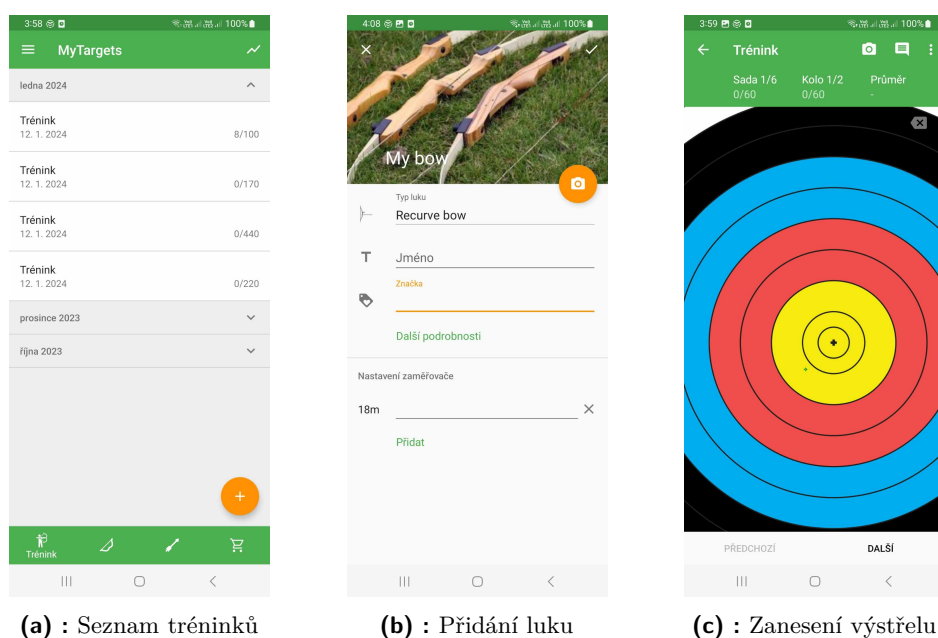 3:58
100%
MyTargets
ledna 2024
Trénink
12. 1. 2024
8/100
Trénink
12. 1. 2024
0/170
Trénink
12. 1. 2024
0/440
Trénink
12. 1. 2024
0/220
prosince 2023
října 2023
Trénink
(a) : Seznam tréninků
4:08
100%
My bow
Typ luku
Recurve bow
T Jméno
Značka
Další podrobnosti
Nastavení zaměřovače
18m
Přidat
(b) : Přidání luku
3:59
100%
Trénink
Sada 1/6 Kolo 1/2 Průměr
0/60 0/60 -
PŘEDCHOZÍ DALŠÍ
(c) : Zanesení výstřelu